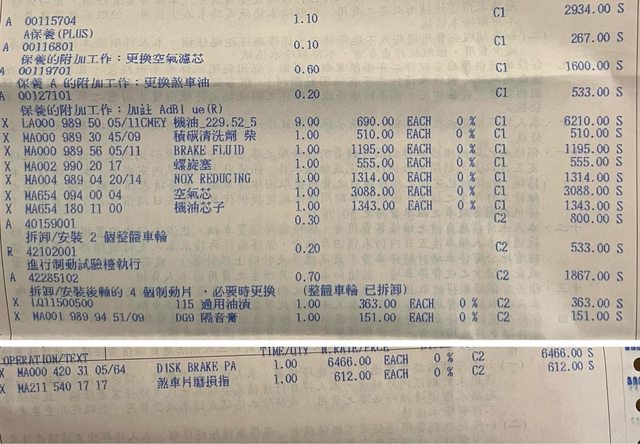 A 00115704 1.10 C1 2934.00 S
A保養(PLUS)
A 00116801 0.10 C1 267.00 S
保養的附加工作：更換空氣濾芯
A 00119701 0.60 C1 1600.00 S
保養 A 的附加工作：更換煞車油
A 00127101 0.20 C1 533.00 S
保養的附加工作：加註 AdBl ue(R)
X LA000 989 50 05/11CMEY 機油_229.52_5 9.00 690.00 EACH 0 % C1 6210.00 S
X MA000 989 30 45/09 積碳清洗劑 柴 1.00 510.00 EACH 0 % C1 510.00 S
X MA000 989 56 05/11 BRAKE FLUID 1.00 1195.00 EACH 0 % C1 1195.00 S
X MA002 990 20 17 螺旋塞 1.00 555.00 EACH 0 % C1 555.00 S
X MA004 989 04 20/14 NOX REDUCING 1.00 1314.00 EACH 0 % C1 1314.00 S
X MA654 094 00 04 空氣芯 1.00 3088.00 EACH 0 % C1 3088.00 S
X MA654 180 11 00 機油芯子 1.00 1343.00 EACH 0 % C1 1343.00 S
A 40159001 0.30 C2 800.00 S
拆卸/安裝 2 個整體車輪
R 42102001 0.20 C2 533.00 S
進行制動試驗檯執行
A 42285102 0.70 C2 1867.00 S
拆卸/安裝後輪的 4 個制動片，必要時更換 (整體車輪 已拆卸)
X LQ11500500 115 通用油漬 1.00 363.00 EACH 0 % C2 363.00 S
X MA001 989 94 51/09 DG9 隔音膏 1.00 151.00 EACH 0 % C2 151.00 S
OPERATION/TEXT TIME/QTY
X MA000 420 31 05/64 DISK BRAKE PA 1.00 6466.00 EACH 0 % C2 6466.00 S
X MA211 540 17 17 煞車片磨損指 1.00 612.00 EACH 0 % C2 612.00 S